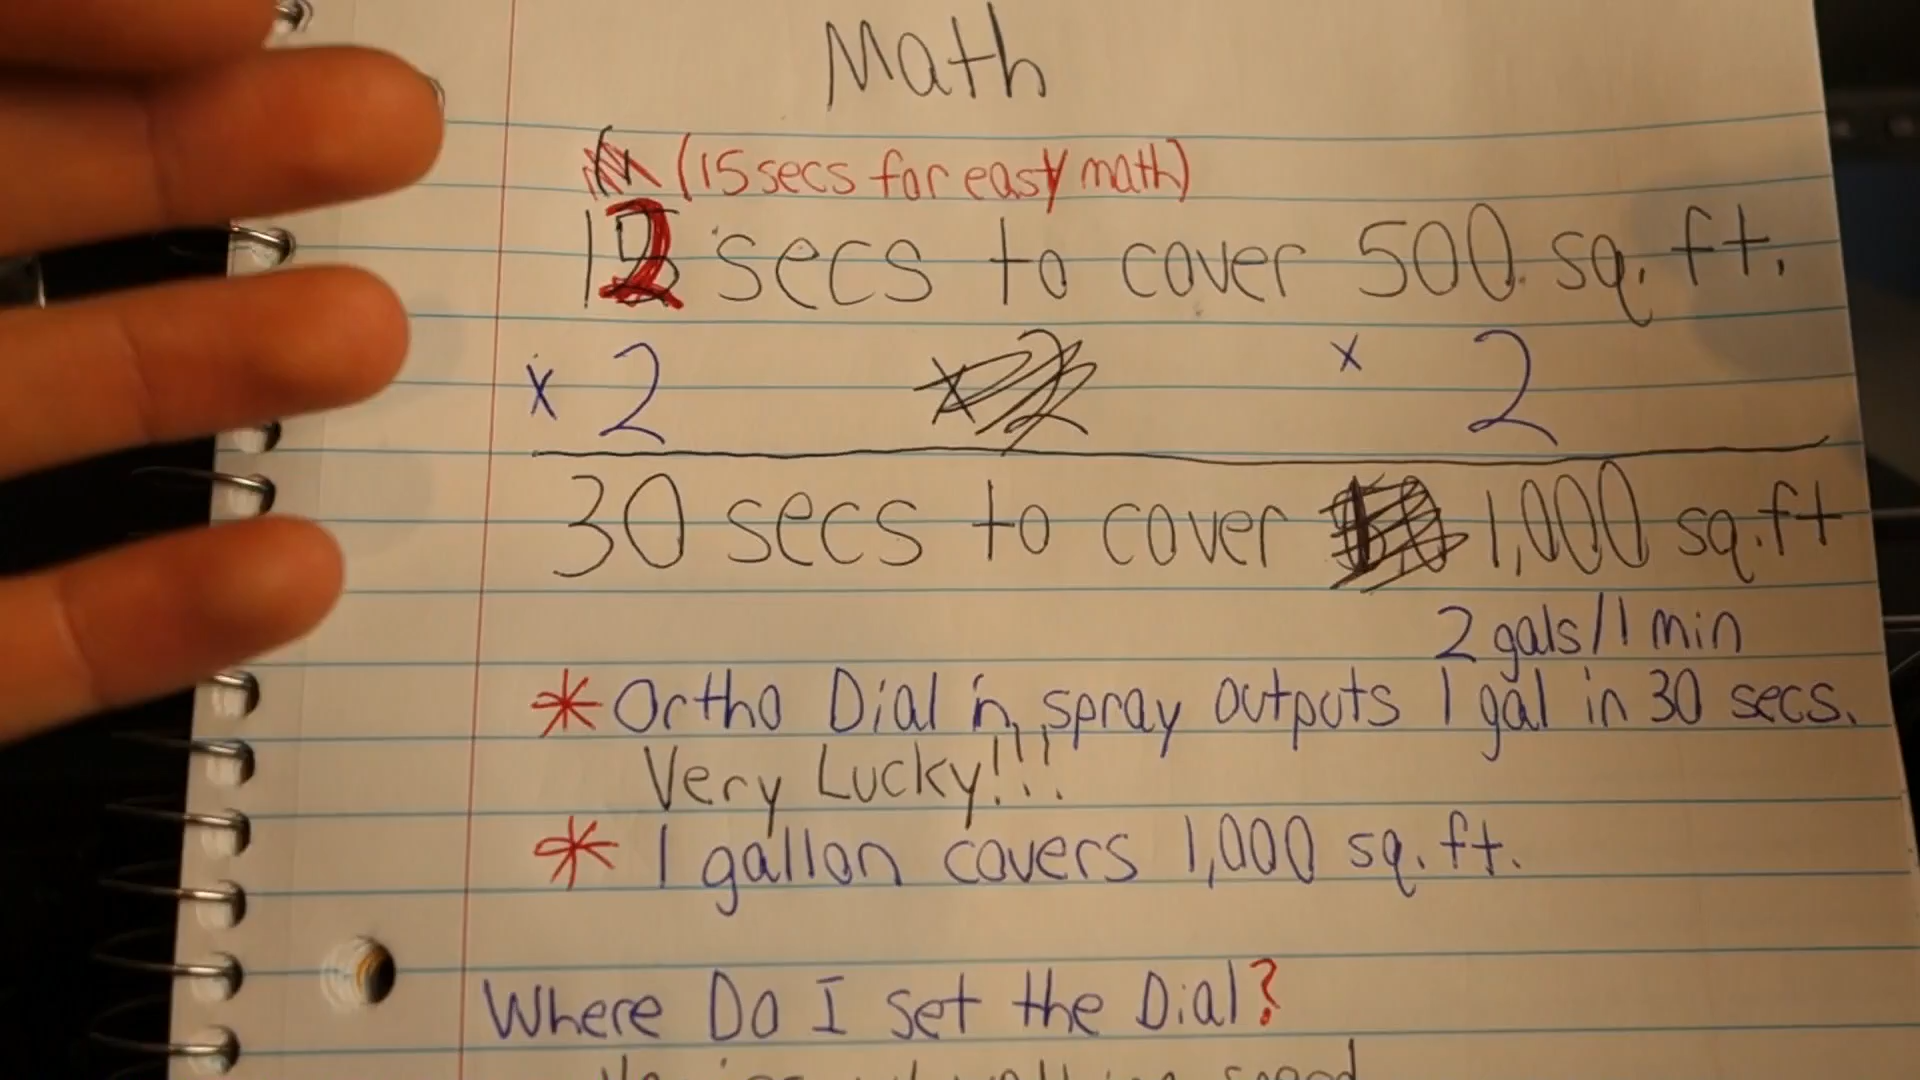 Math
(15 secs for easy math)
12 secs to cover 500 sq. ft.
x 2 x 2 x 2
30 secs to cover 1,000 sq.ft
2 gals/1 min
* Ortho Dial in spray outputs 1 gal in 30 secs.
Very Lucky!!!
* 1 gallon covers 1,000 sq. ft.
Where Do I set the Dial?